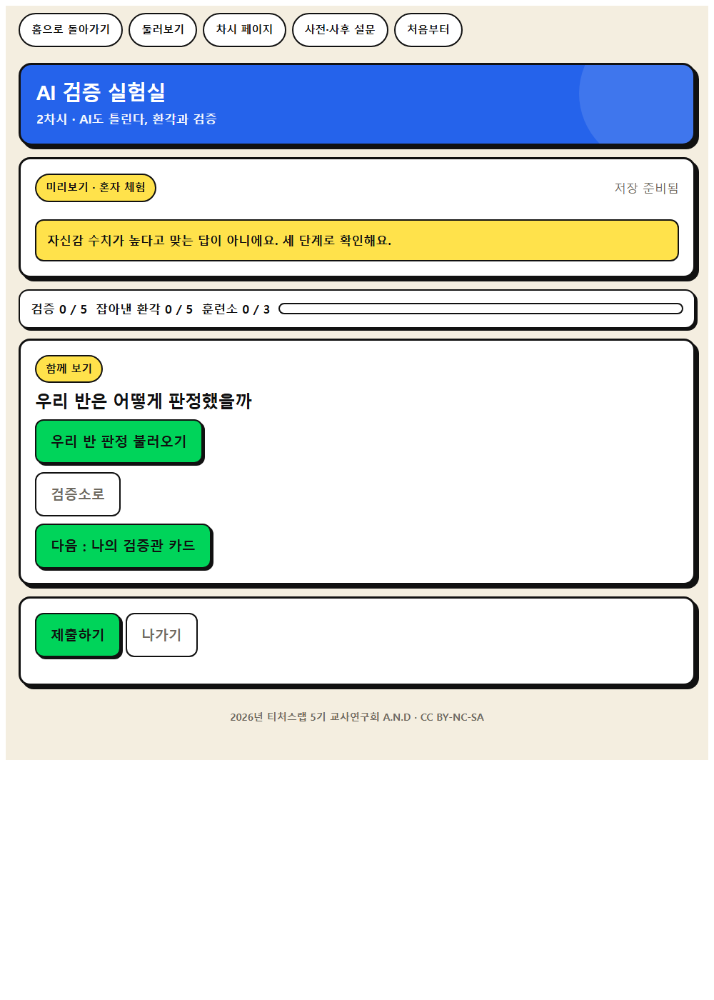 홈으로 돌아가기 둘러보기 차시 페이지 사전·사후 설문 처음부터
AI 검증 실험실
2차시 · AI도 틀린다, 환각과 검증
미리보기 · 혼자 체험 저장 준비됨
자신감 수치가 높다고 맞는 답이 아니에요. 세 단계로 확인해요.
검증 0 / 5 잡아낸 환각 0 / 5 훈련소 0 / 3
함께 보기
우리 반은 어떻게 판정했을까
우리 반 판정 불러오기
검증소로
다음 : 나의 검증관 카드
제출하기 나가기
2026년 티처스랩 5기 교사연구회 A.N.D · CC BY-NC-SA